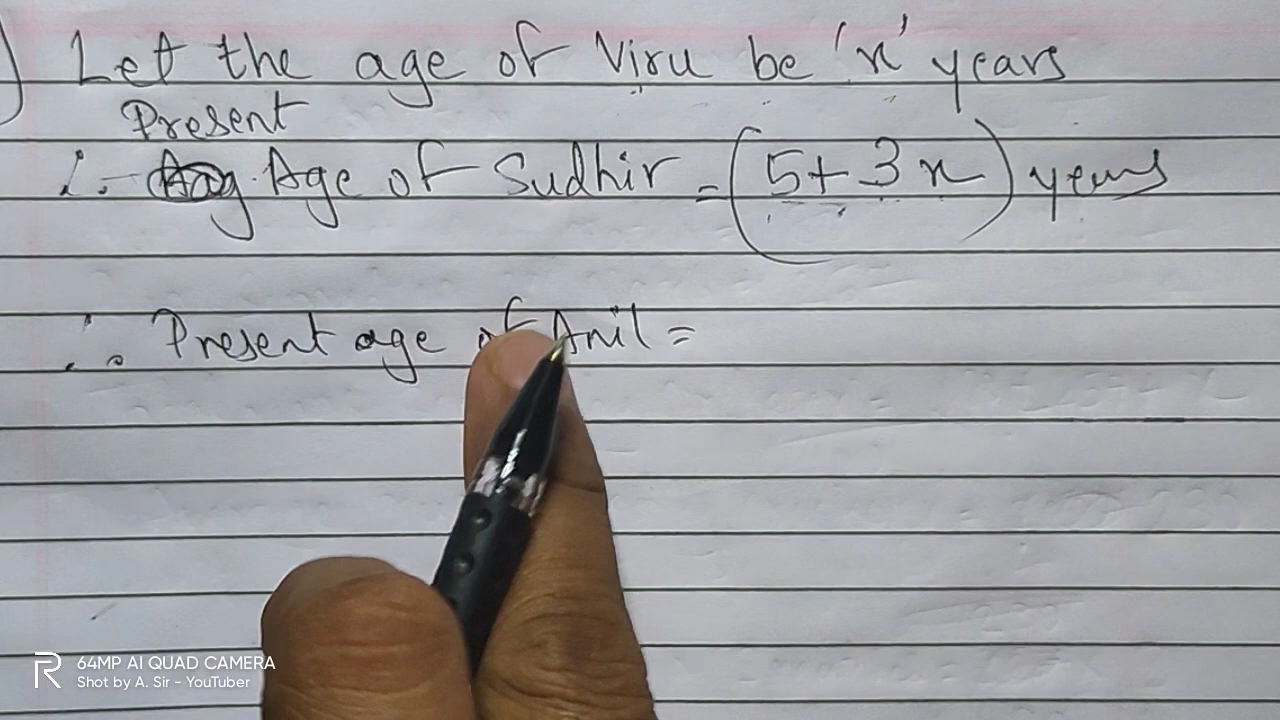 ) Let the age of Viru be 'x' years
Present
∴ Age of Sudhir = (5+3x) years
∴ Present age of Anil =
64MP AI QUAD CAMERA
Shot by A. Sir - YouTuber